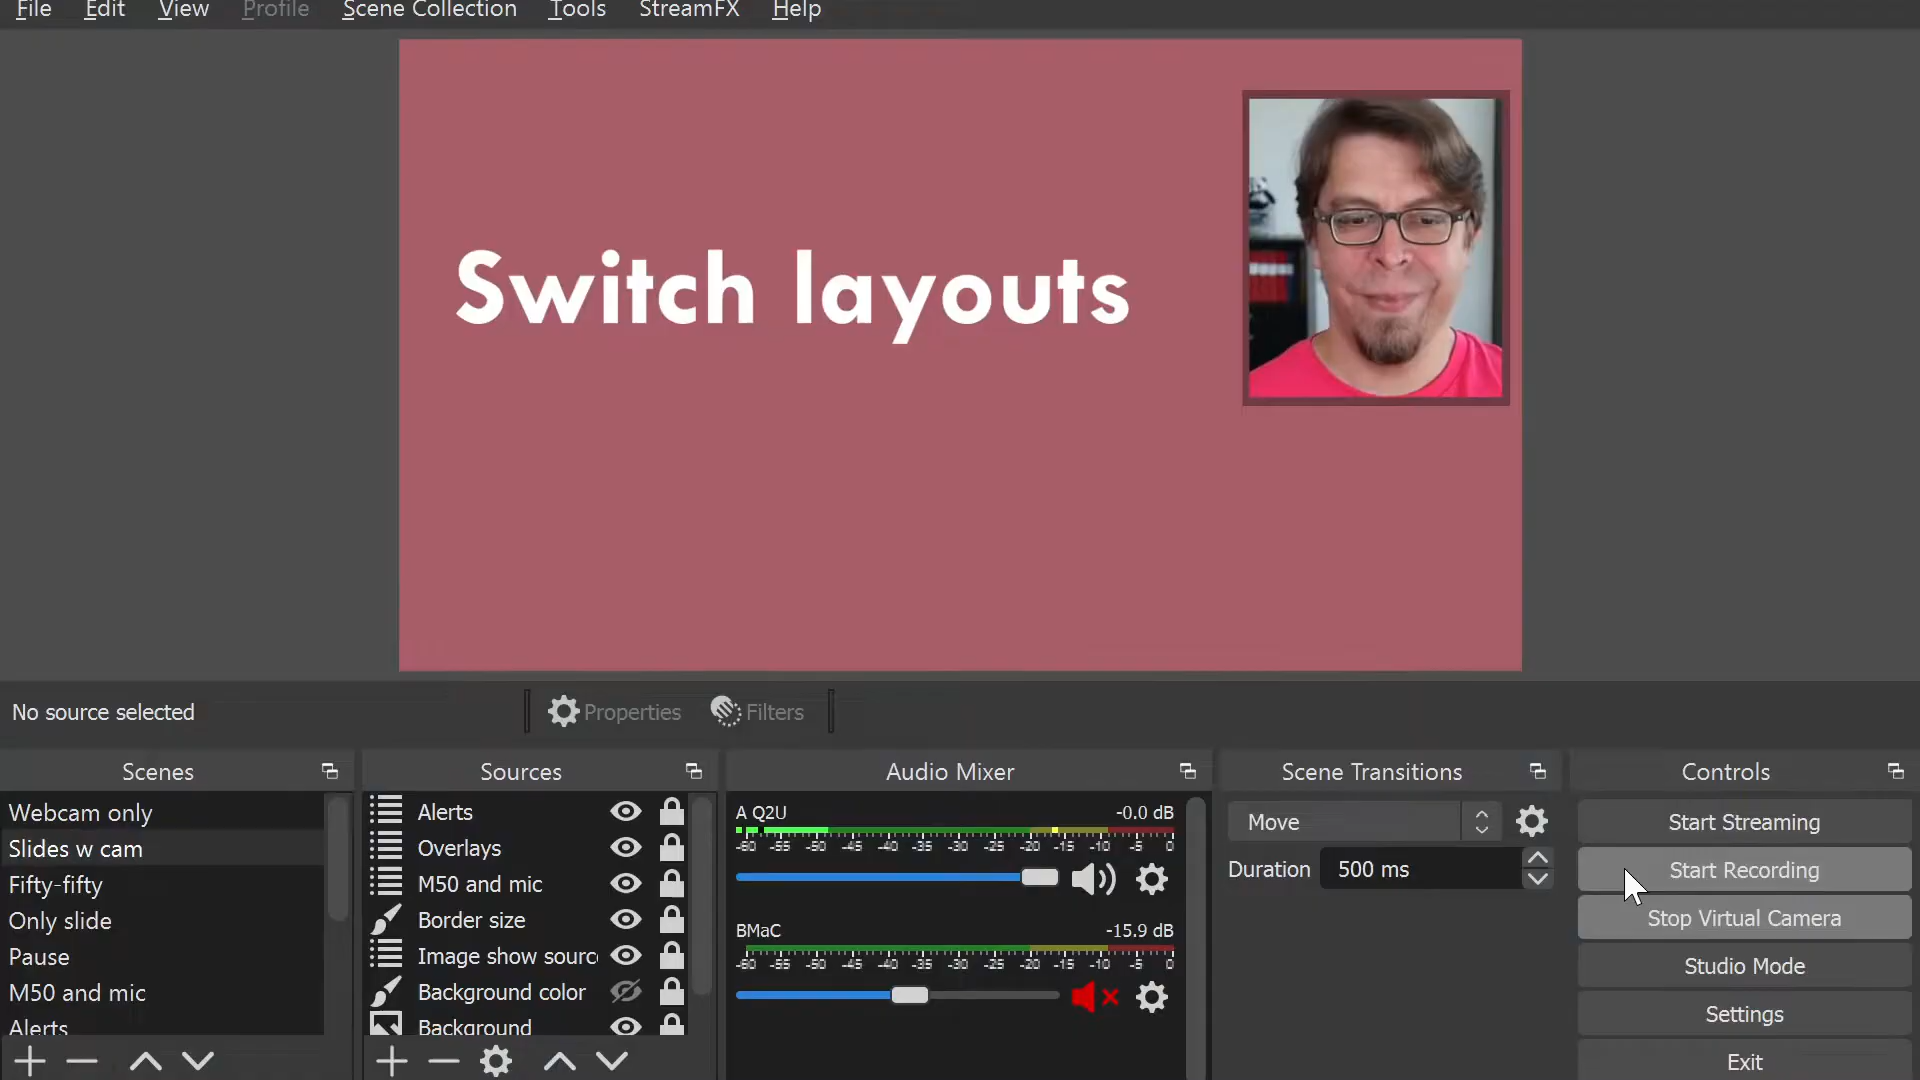 File Edit View Profile Scene Collection Tools StreamFX Help
Switch layouts
No source selected Properties Filters
Scenes
Webcam only
Slides w cam
Fifty-fifty
Only slide
Pause
M50 and mic
Alerts
Sources
Alerts
Overlays
M50 and mic
Border size
Image show sourc
Background color
Background
Audio Mixer
A Q2U -0.0 dB
-60 -55 -50 -45 -40 -35 -30 -25 -20 -15 -10 -5 0
BMaC -15.9 dB
-60 -55 -50 -45 -40 -35 -30 -25 -20 -15 -10 -5 0
Scene Transitions
Move
Duration 500 ms
Controls
Start Streaming
Start Recording
Stop Virtual Camera
Studio Mode
Settings
Exit